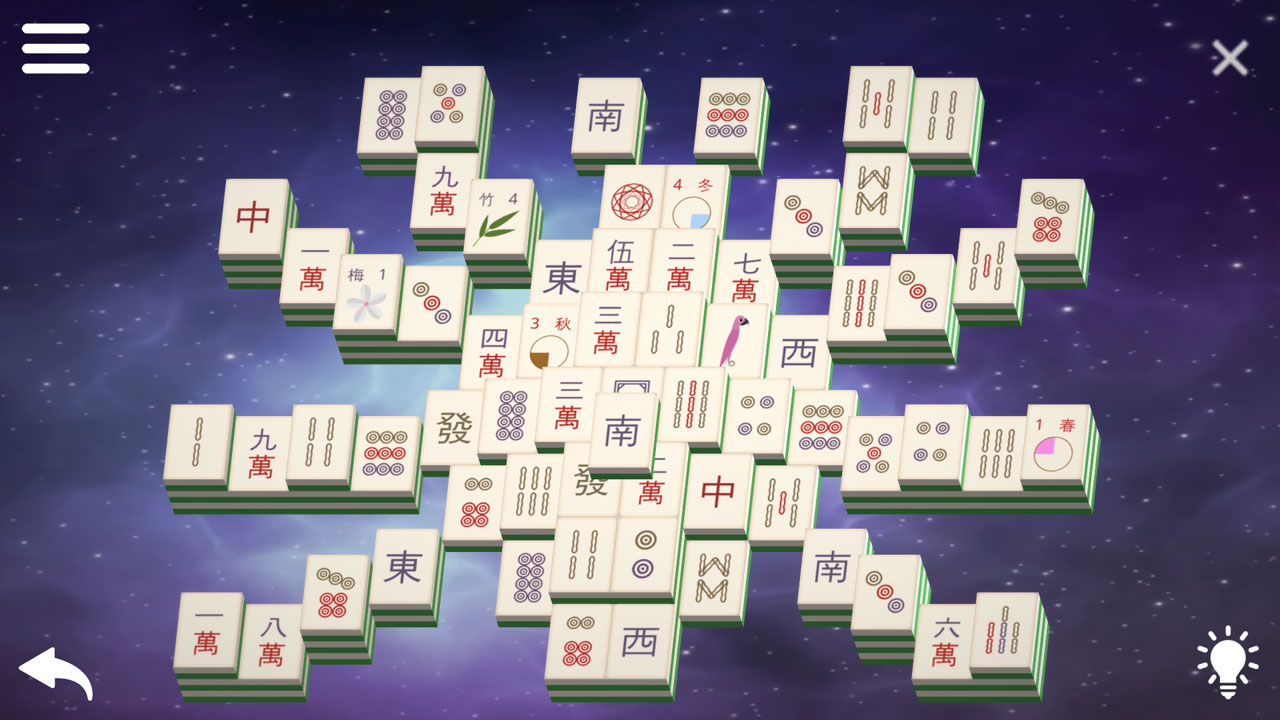 南
九
萬
竹 4
4 冬
中
一
萬
梅 1
東
伍
萬
二
萬
七
萬
四
萬
3 秋
三
萬
西
發
三
萬
南
九
萬
1 春
發
二
萬
中
東
南
一
萬
八
萬
西
六
萬